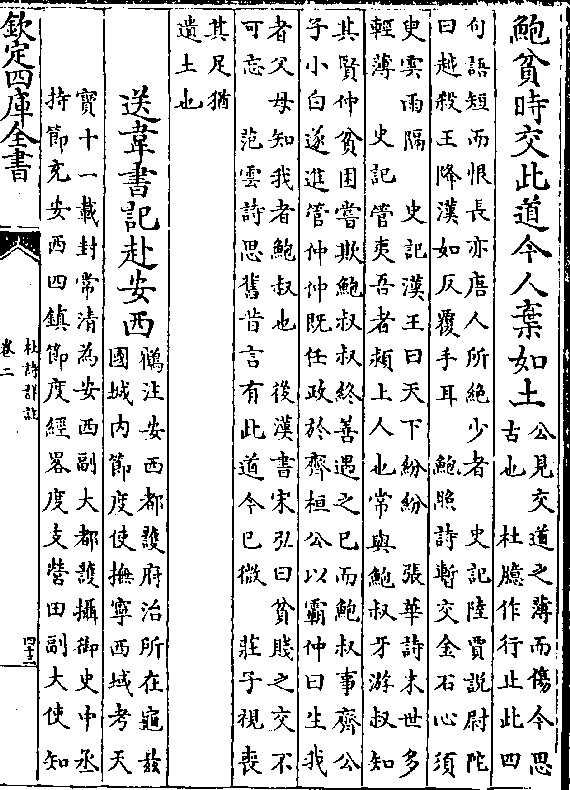 鮑貧時交此道今人棄如土
公見交道之薄而傷今思
古也 杜臆作行止此四
句語短而恨長亦唐人所絶少者 史記陸賈説尉陀
曰越殺王降漢如反覆手耳 鮑照詩暫交金石心須
㬰雲雨隔 史記漢王曰天下紛紛 張華詩末世多
輕薄 史記管夷吾者頴上人也常與鮑叔牙游叔知
其賢仲貧困嘗欺鮑叔叔終善遇之已而鮑叔事齊公
子小白遂進管仲仲既任政於齊桓公以霸仲曰生我
者父母知我者鮑叔也 後漢書宋弘曰貧賤之交不
可忘 范雲詩思舊昔言有此道今已微 莊子視喪
其足猶
遺土也
送韋書記赴安西
鶴注安西都護府治所在龜兹
國城内節度使撫寧西域考天
寳十一載封常清為安西副大都護攝御史中丞
持節充安西四鎮節度經畧度支營田副大使知
欽定四庫全書
杜詩詳註
卷二
四十三